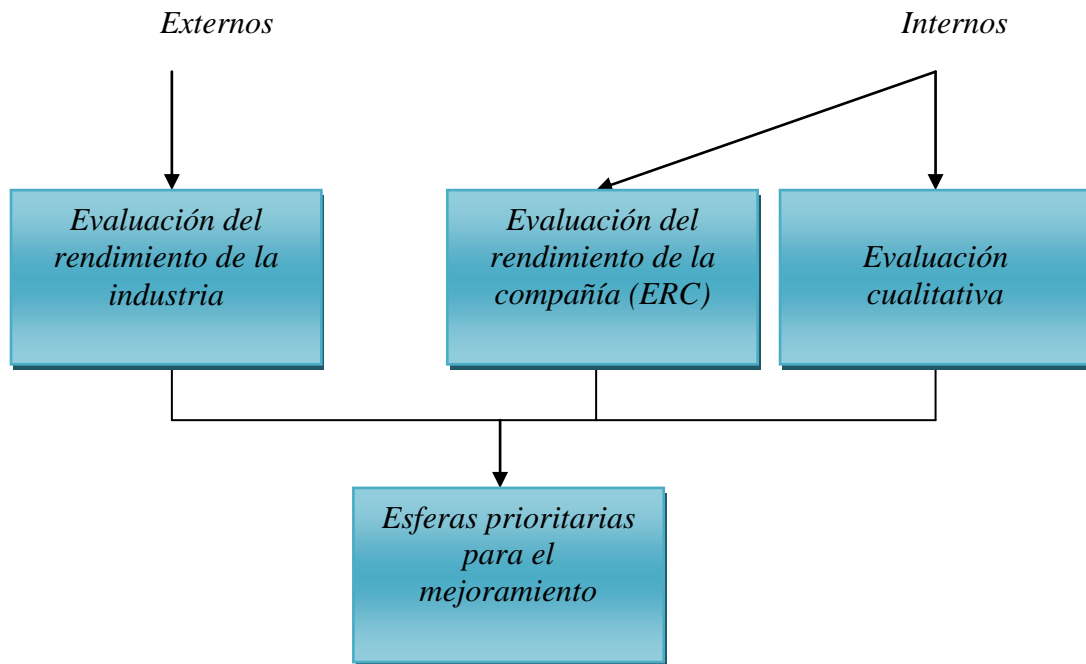 Externos
Internos
Evaluación del
rendimiento de la
industria
Evaluación del
rendimiento de la
compañía (ERC)
Evaluación
cualitativa
Esferas prioritarias
para el
mejoramiento